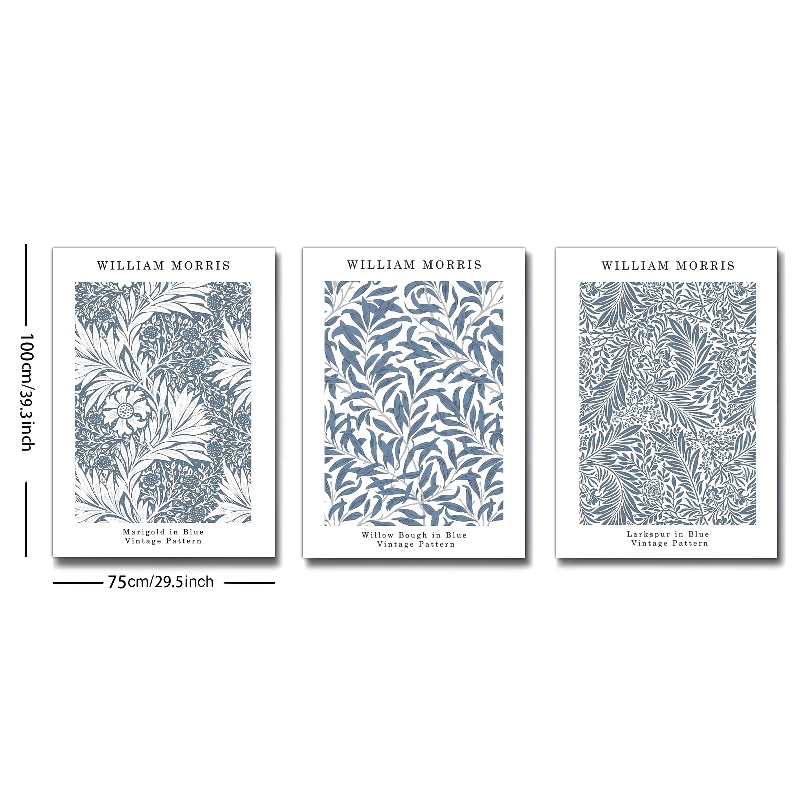 WILLIAM MORRIS
Marigold in Blue
Vintage Pattern
WILLIAM MORRIS
Willow Bough in Blue
Vintage Pattern
WILLIAM MORRIS
Larkspur in Blue
Vintage Pattern
100cm/39.3inch
75cm/29.5inch